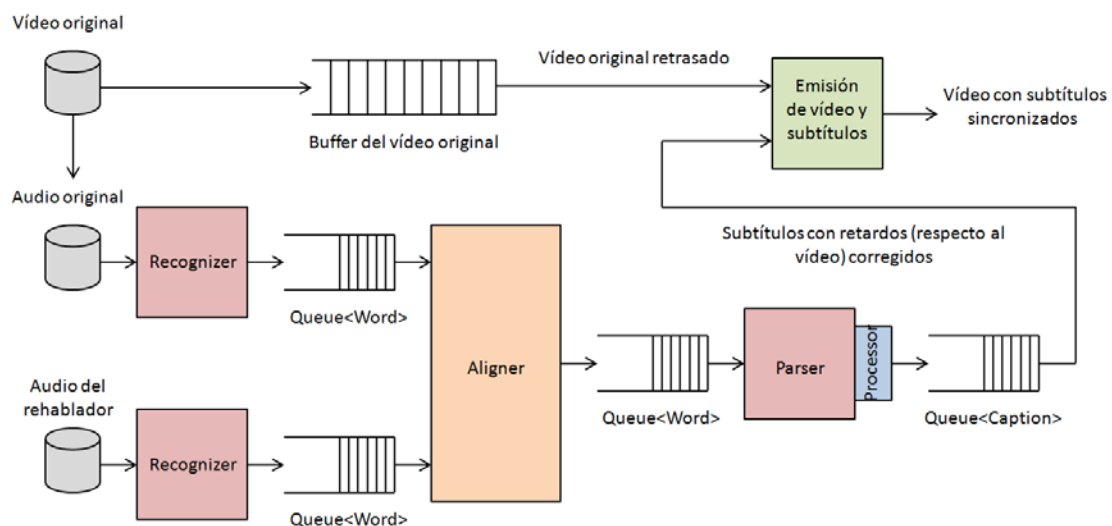 Vídeo original
Vídeo original retrasado
Emisión
de vídeo y
subtítulos
Vídeo con subtítulos
sincronizados
Buffer del vídeo original
Audio original
Recognizer
Queue<Word>
Subtítulos con retardos (respecto al
vídeo) corregidos
Aligner
Queue<Word>
Parser
Processor
Queue<Caption>
Audio del
rehablador
Recognizer
Queue<Word>